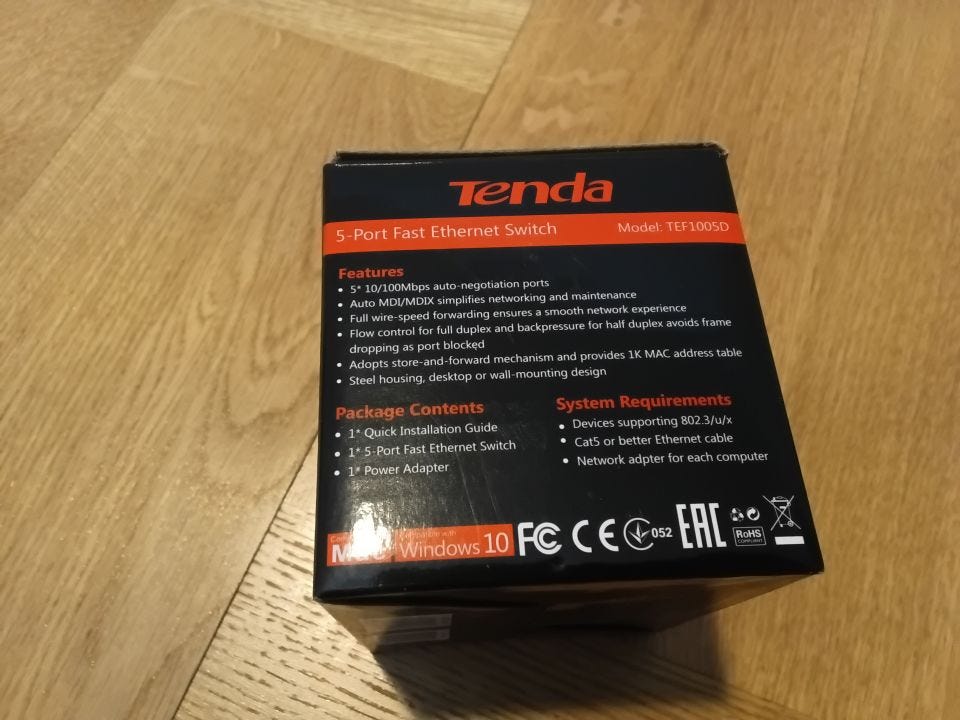 Tenda
5-Port Fast Ethernet Switch Model: TEF1005D
Features
• 5* 10/100Mbps auto-negotiation ports
• Auto MDI/MDIX simplifies networking and maintenance
• Full wire-speed forwarding ensures a smooth network experience
• Flow control for full duplex and backpressure for half duplex avoids frame
dropping as port blocked
• Adopts store-and-forward mechanism and provides 1K MAC address table
• Steel housing, desktop or wall-mounting design
Package Contents
• 1* Quick Installation Guide
• 1* 5-Port Fast Ethernet Switch
• 1* Power Adapter
System Requirements
• Devices supporting 802.3/u/x
• Cat5 or better Ethernet cable
• Network adpter for each computer
Compatible with
Windows 10
FC CE 052 EAC
RoHS
COMPLIANT